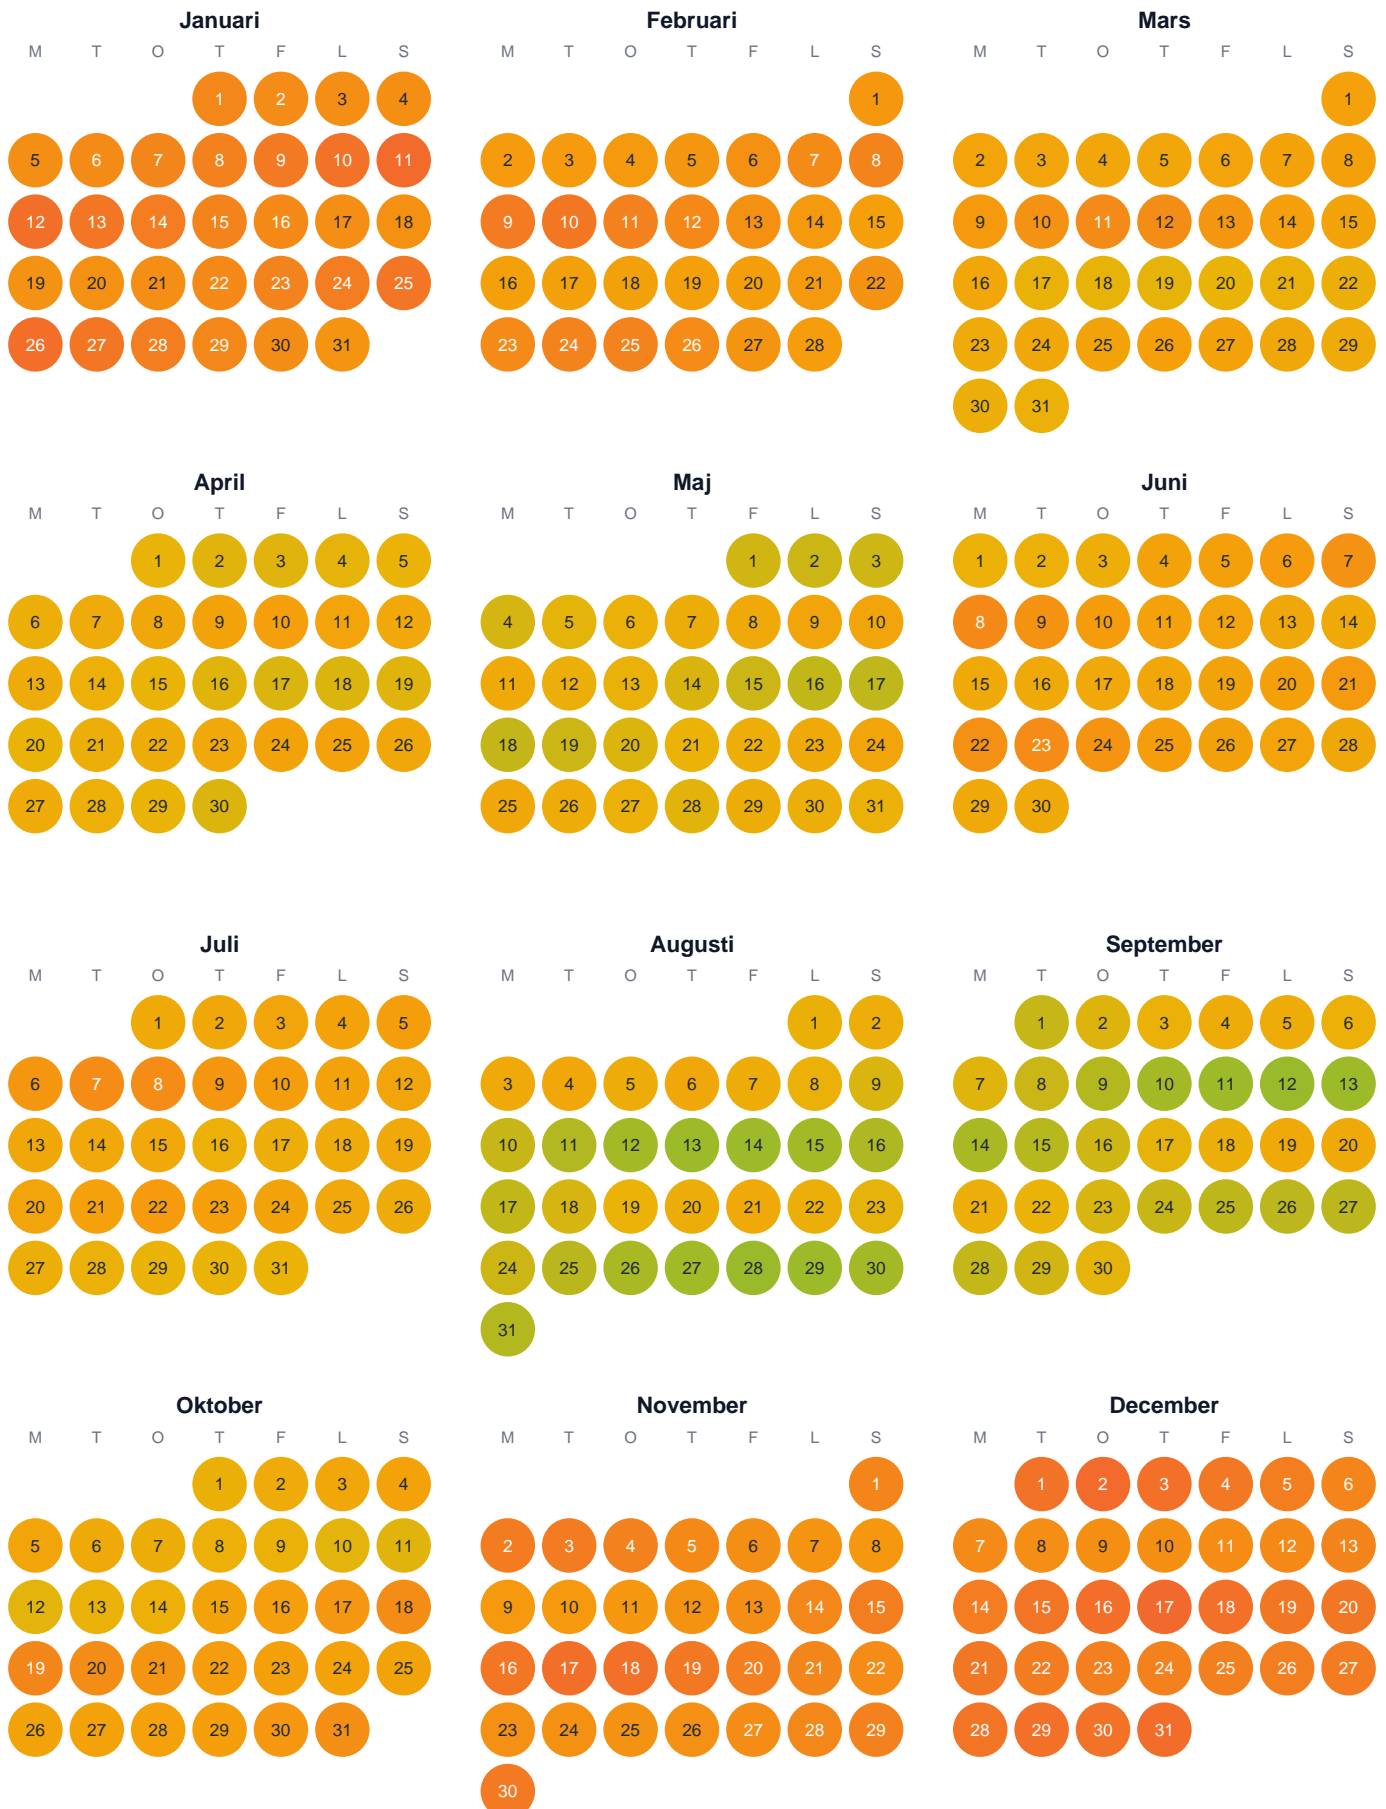 Januari Februari Mars
M T O T F L S M T O T F L S M T O T F L S
1 2 3 4 1 1
5 6 7 8 9 10 11 2 3 4 5 6 7 8 2 3 4 5 6 7 8
12 13 14 15 16 17 18 9 10 11 12 13 14 15 9 10 11 12 13 14 15
19 20 21 22 23 24 25 16 17 18 19 20 21 22 16 17 18 19 20 21 22
26 27 28 29 30 31 23 24 25 26 27 28 23 24 25 26 27 28 29
30 31
April Maj Juni
M T O T F L S M T O T F L S M T O T F L S
1 2 3 4 5 1 2 3 1 2 3 4 5 6 7
6 7 8 9 10 11 12 4 5 6 7 8 9 10 8 9 10 11 12 13 14
13 14 15 16 17 18 19 11 12 13 14 15 16 17 15 16 17 18 19 20 21
20 21 22 23 24 25 26 18 19 20 21 22 23 24 22 23 24 25 26 27 28
27 28 29 30 25 26 27 28 29 30 31 29 30
Juli Augusti September
M T O T F L S M T O T F L S M T O T F L S
1 2 3 4 5 1 2 1 2 3 4 5 6
6 7 8 9 10 11 12 3 4 5 6 7 8 9 7 8 9 10 11 12 13
13 14 15 16 17 18 19 10 11 12 13 14 15 16 14 15 16 17 18 19 20
20 21 22 23 24 25 26 17 18 19 20 21 22 23 21 22 23 24 25 26 27
27 28 29 30 31 24 25 26 27 28 29 30 28 29 30
31
Oktober November December
M T O T F L S M T O T F L S M T O T F L S
1 2 3 4 1 1 2 3 4 5 6
5 6 7 8 9 10 11 2 3 4 5 6 7 8 7 8 9 10 11 12 13
12 13 14 15 16 17 18 9 10 11 12 13 14 15 14 15 16 17 18 19 20
19 20 21 22 23 24 25 16 17 18 19 20 21 22 21 22 23 24 25 26 27
26 27 28 29 30 31 23 24 25 26 27 28 29 28 29 30 31
30